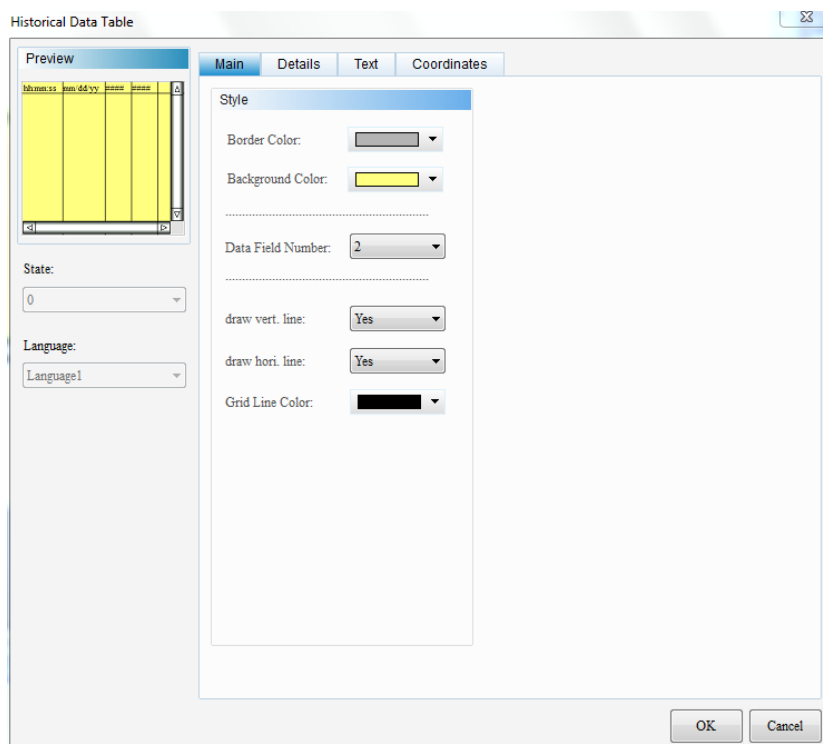 Historical Data Table
Preview
hh:mm:ss mm/dd/yy #### ####
State:
0
Language:
Language1
Main Details Text Coordinates
Style
Border Color:
Background Color:
Data Field Number: 2
draw vert. line: Yes
draw hori. line: Yes
Grid Line Color:
OK Cancel